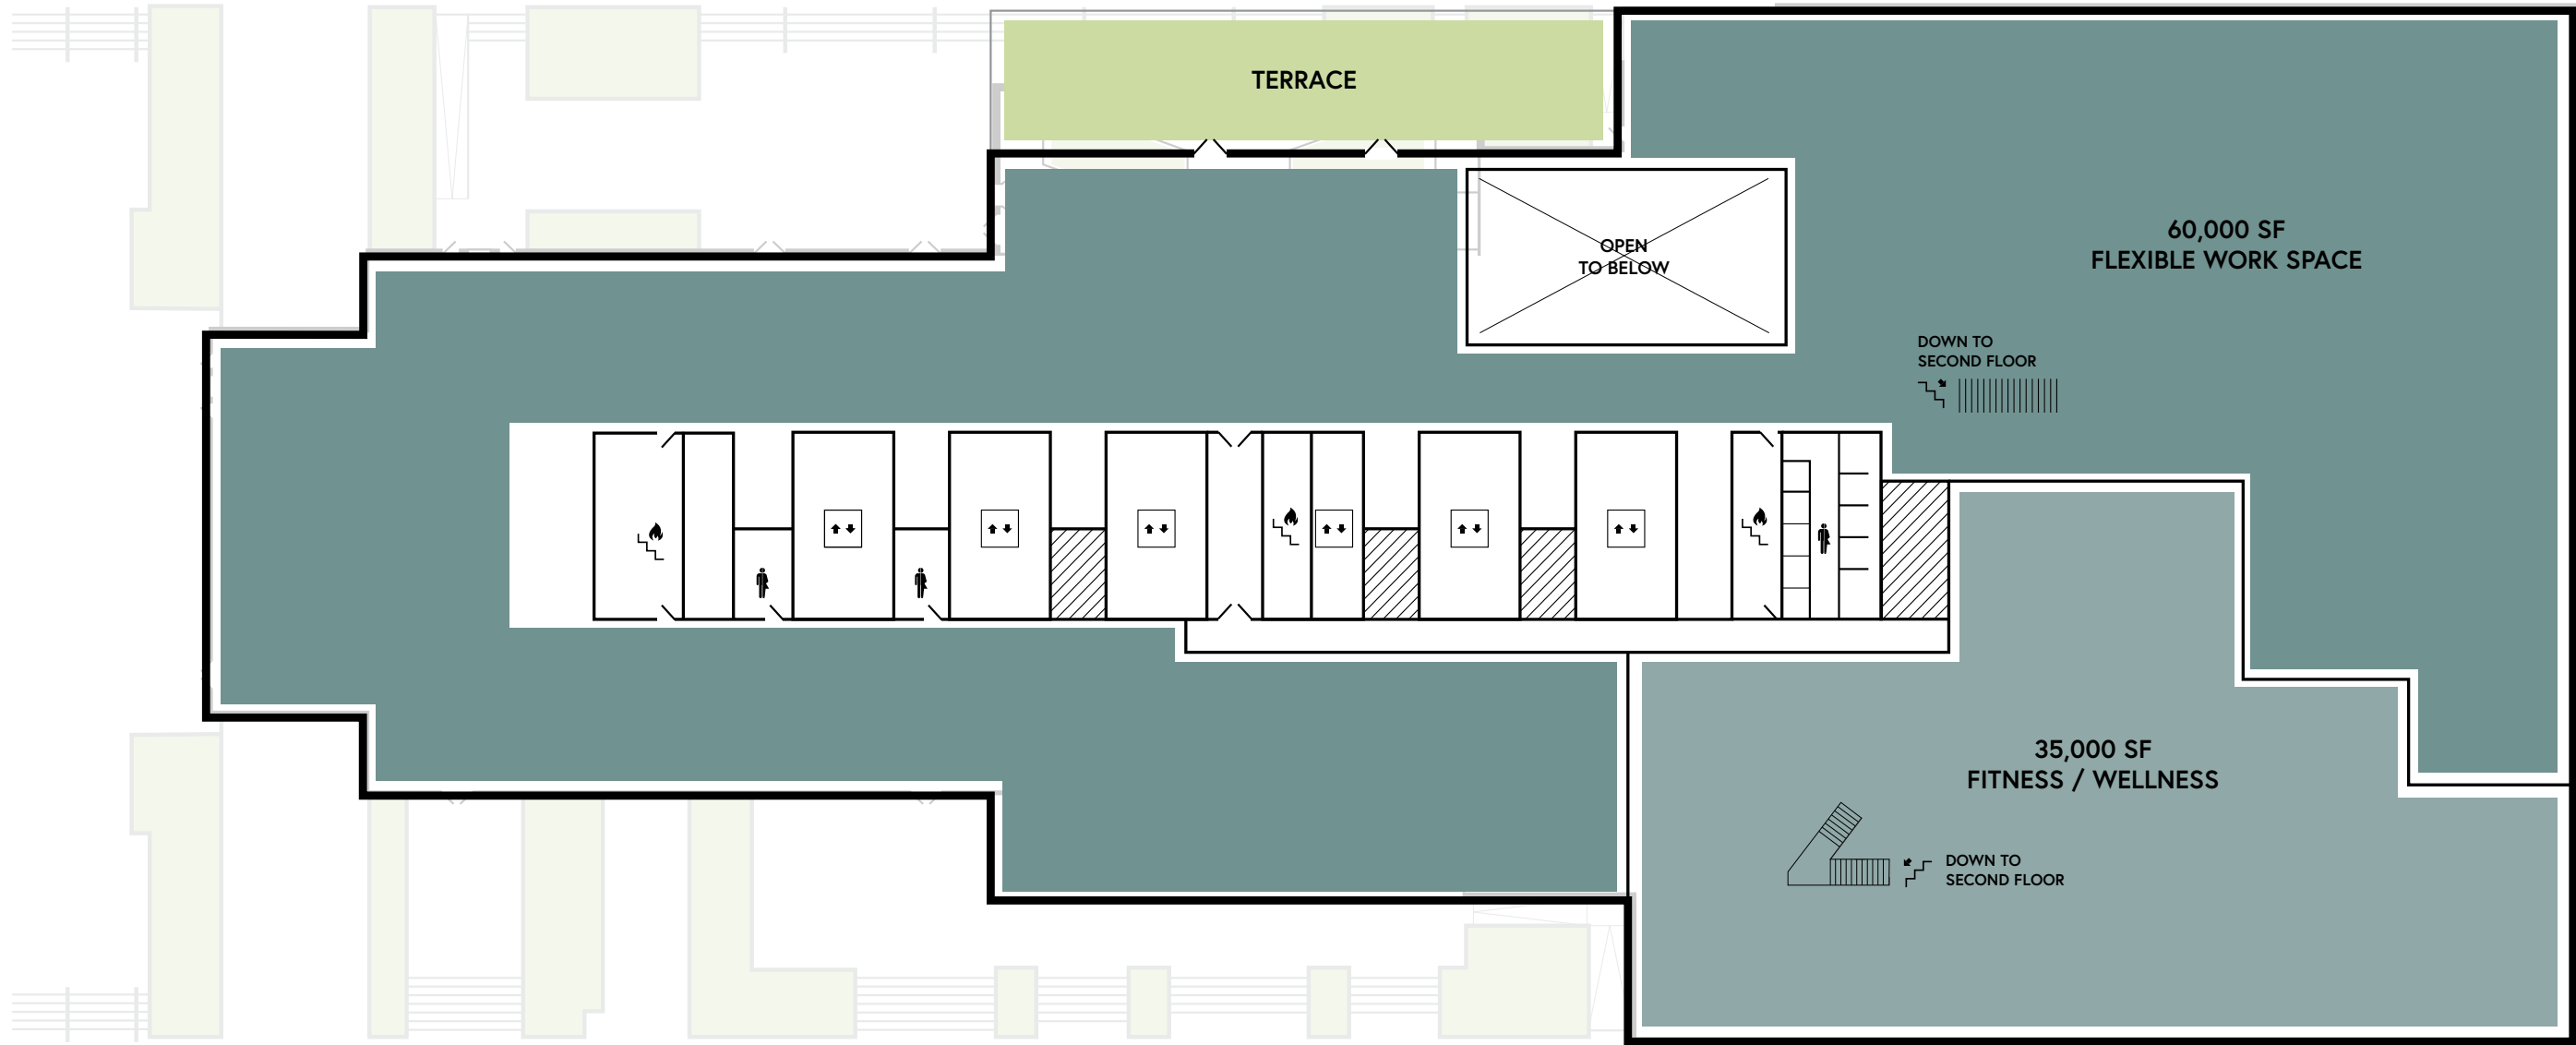 TERRACE
OPEN
TO BELOW
60,000 SF
FLEXIBLE WORK SPACE
DOWN TO
SECOND FLOOR
35,000 SF
FITNESS / WELLNESS
DOWN TO
SECOND FLOOR